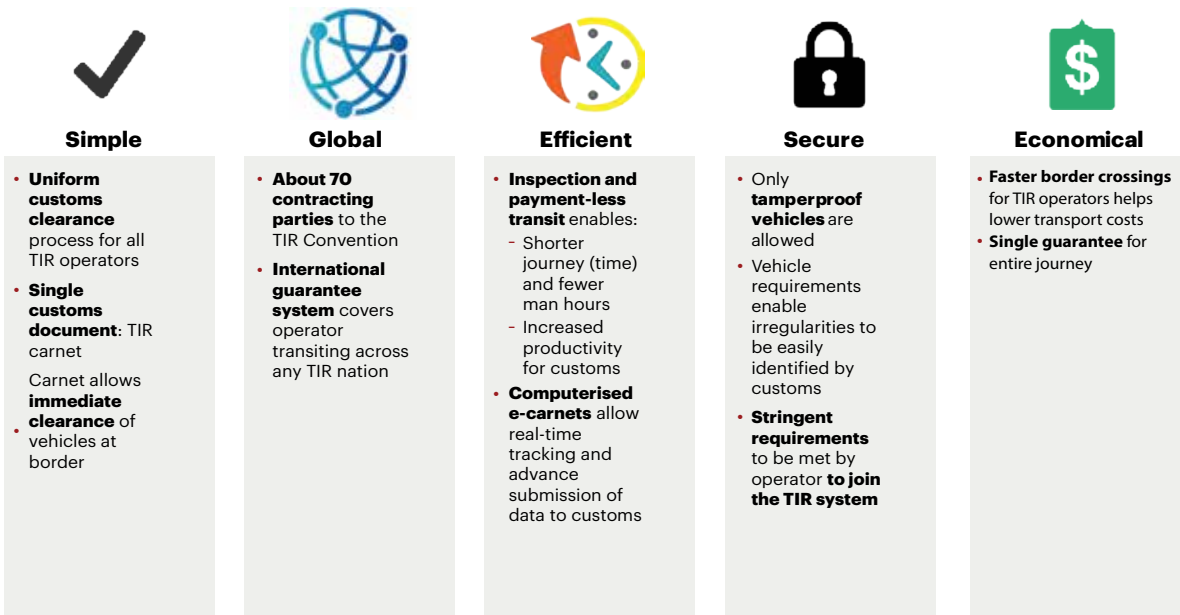 Simple
• Uniform
customs
clearance
process for all
TIR operators
• Single
customs
document: TIR
carnet
Carnet allows
immediate
clearance of
• vehicles at
border
Global
• About 70
contracting
parties to the
TIR Convention
• International
guarantee
system covers
operator
transiting across
any TIR nation
Efficient
• Inspection and
payment-less
transit enables:
- Shorter
journey (time)
and fewer
man hours
- Increased
productivity
for customs
• Computerised
e-carnets allow
real-time
tracking and
advance
submission of
data to customs
Secure
• Only
tamperproof
vehicles are
allowed
• Vehicle
requirements
enable
irregularities to
be easily
identified by
customs
• Stringent
requirements
to be met by
operator to join
the TIR system
$
Economical
• Faster border crossings
for TIR operators helps
lower transport costs
• Single guarantee for
entire journey